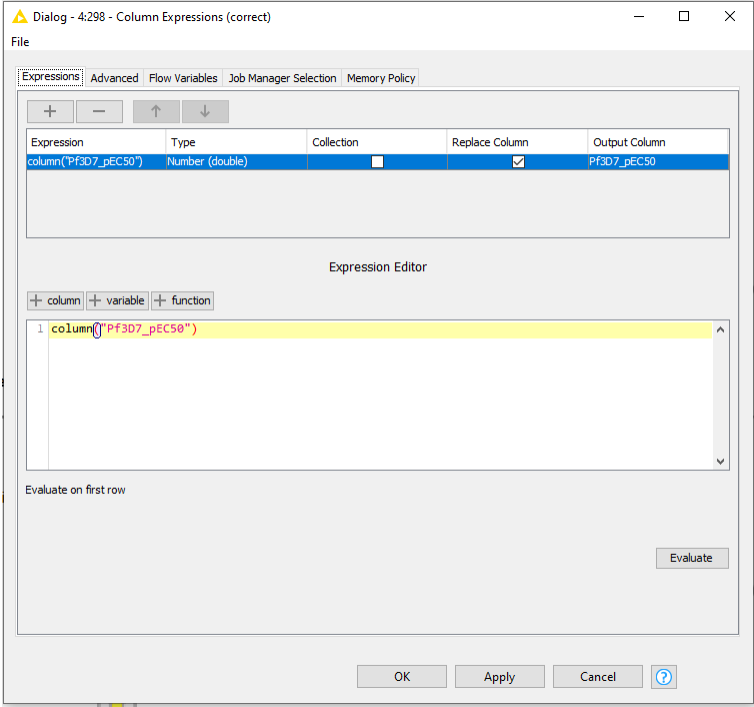 Dialog - 4:298 - Column Expressions (correct)
File
Expressions Advanced Flow Variables Job Manager Selection Memory Policy
Expression Type Collection Replace Column Output Column
column("Pf3D7_pEC50") Number (double) Pf3D7_pEC50
Expression Editor
+ column + variable + function
1 column("Pf3D7_pEC50")
Evaluate on first row
Evaluate
OK Apply Cancel ?